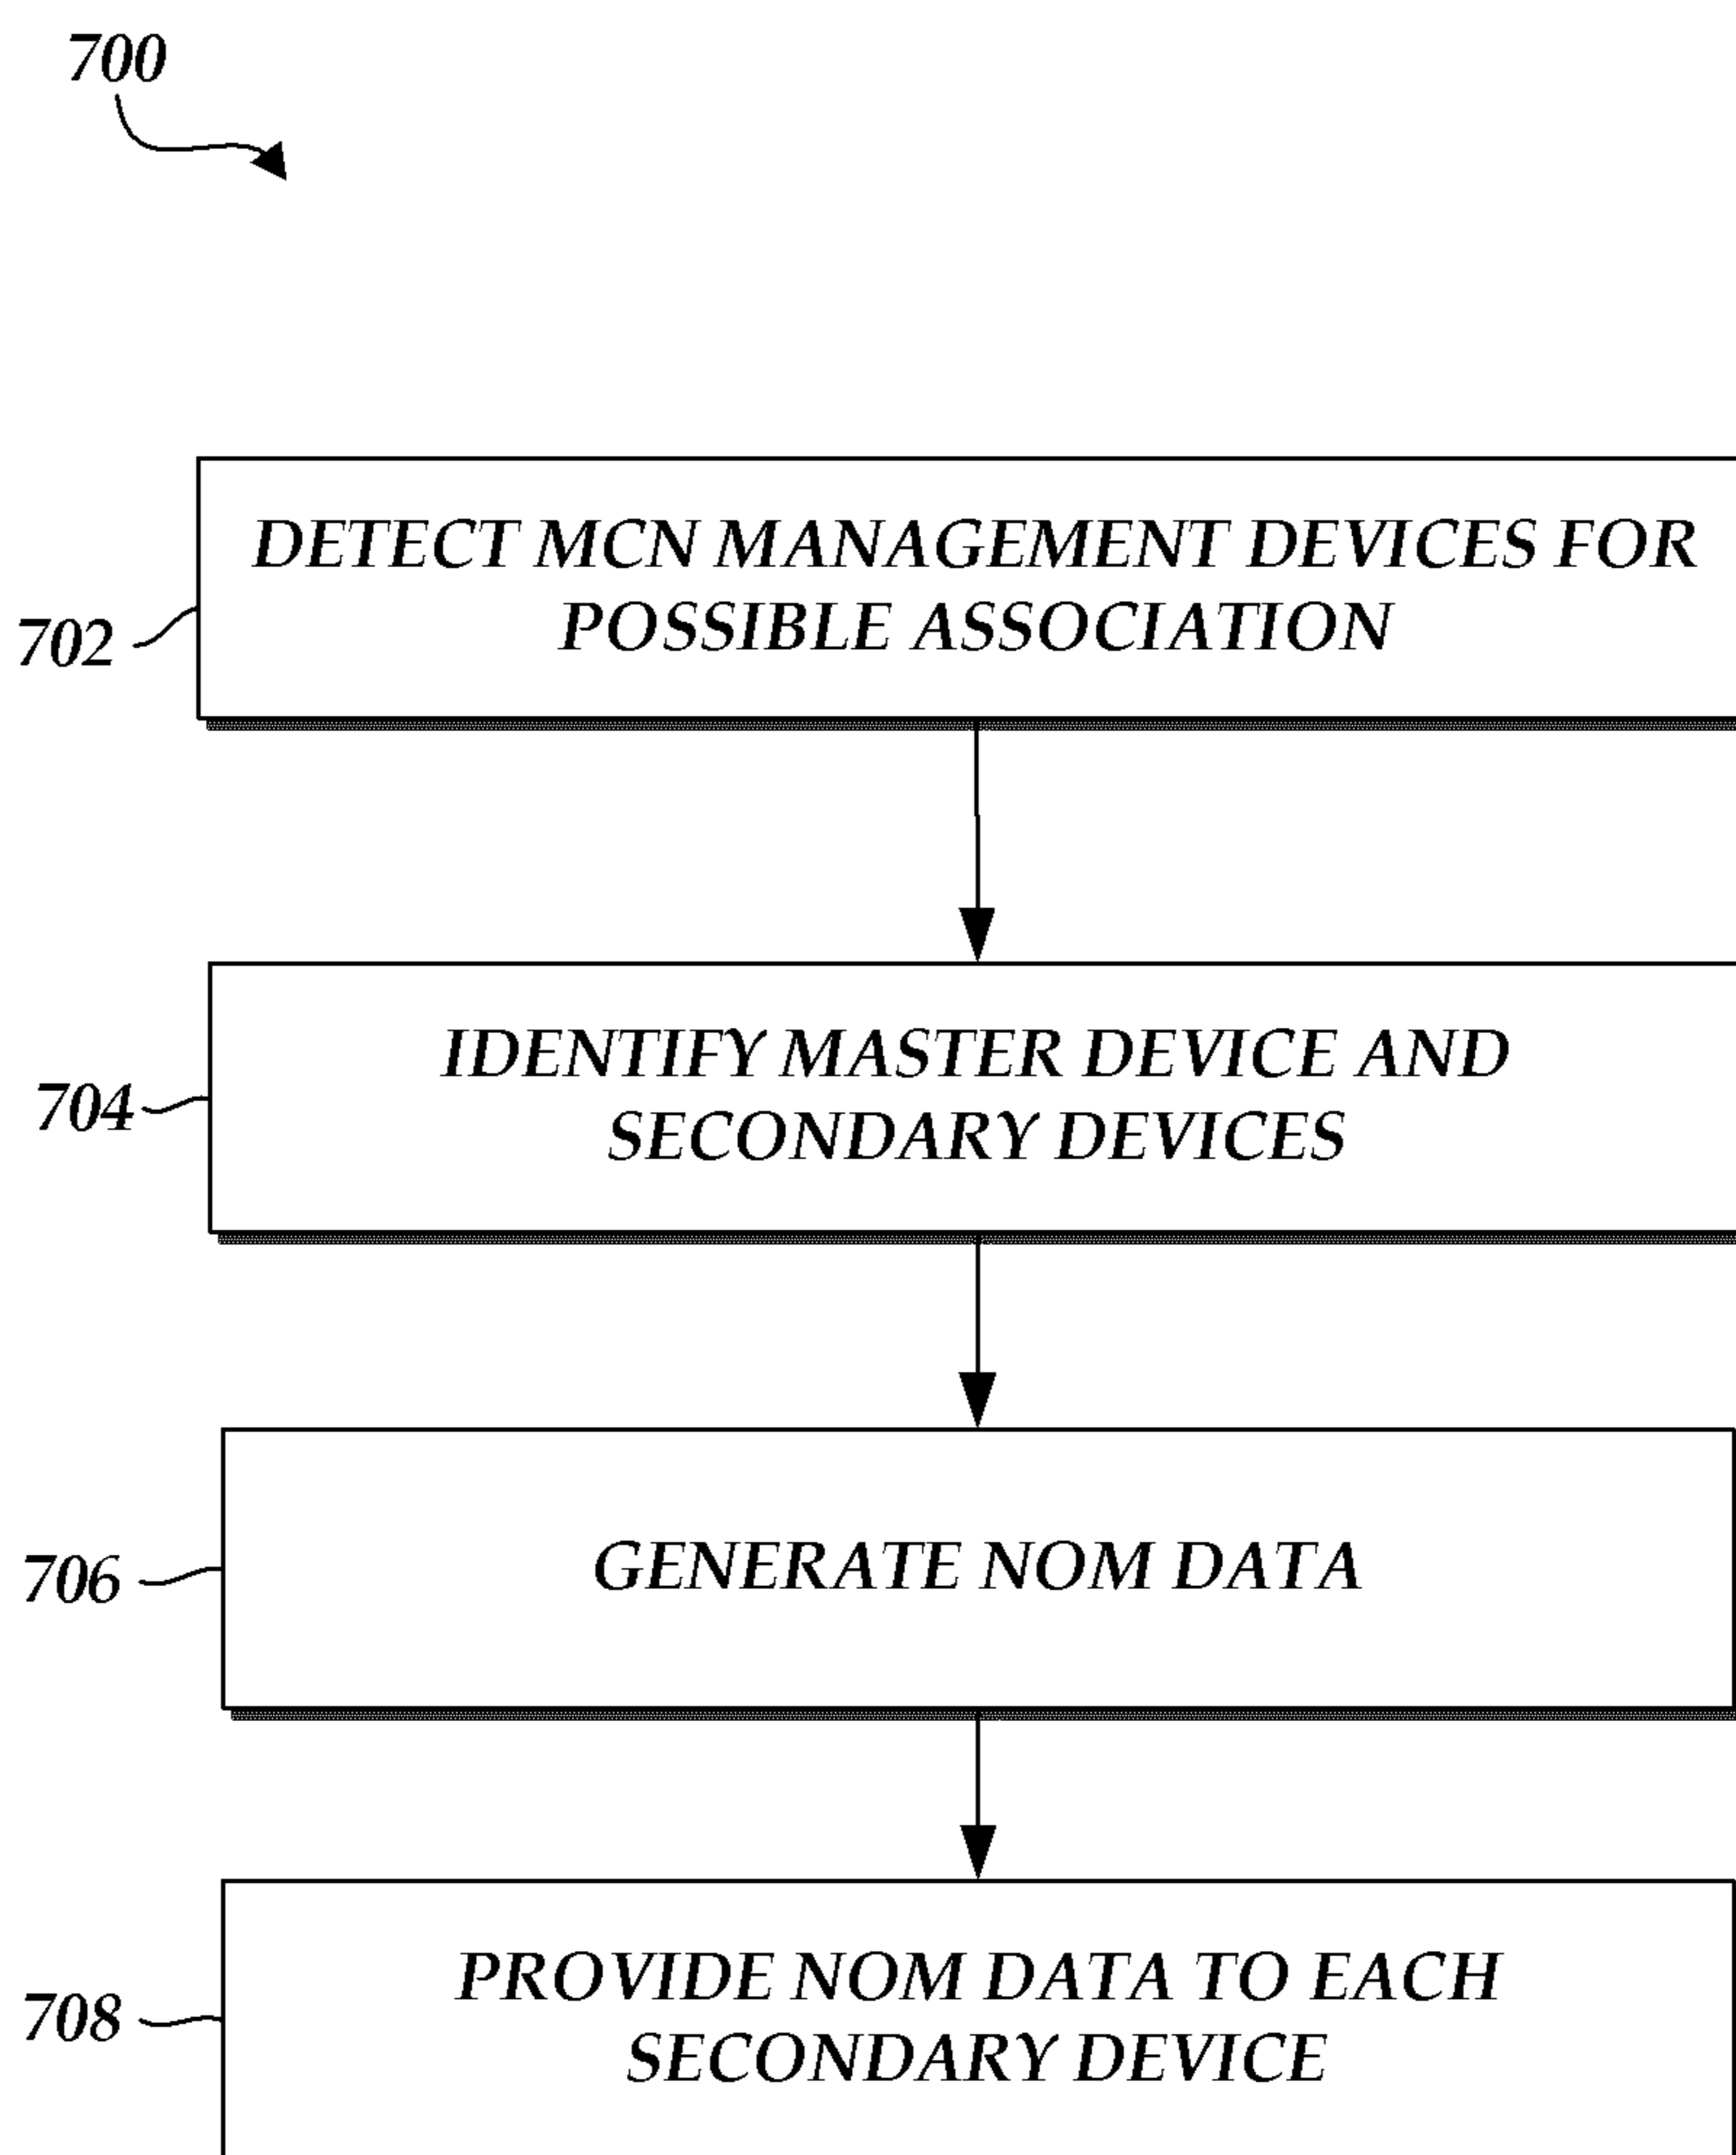 700
DETECT MCN MANAGEMENT DEVICES FOR
POSSIBLE ASSOCIATION
702
IDENTIFY MASTER DEVICE AND
SECONDARY DEVICES
704
GENERATE NOM DATA
706
PROVIDE NOM DATA TO EACH
SECONDARY DEVICE
708